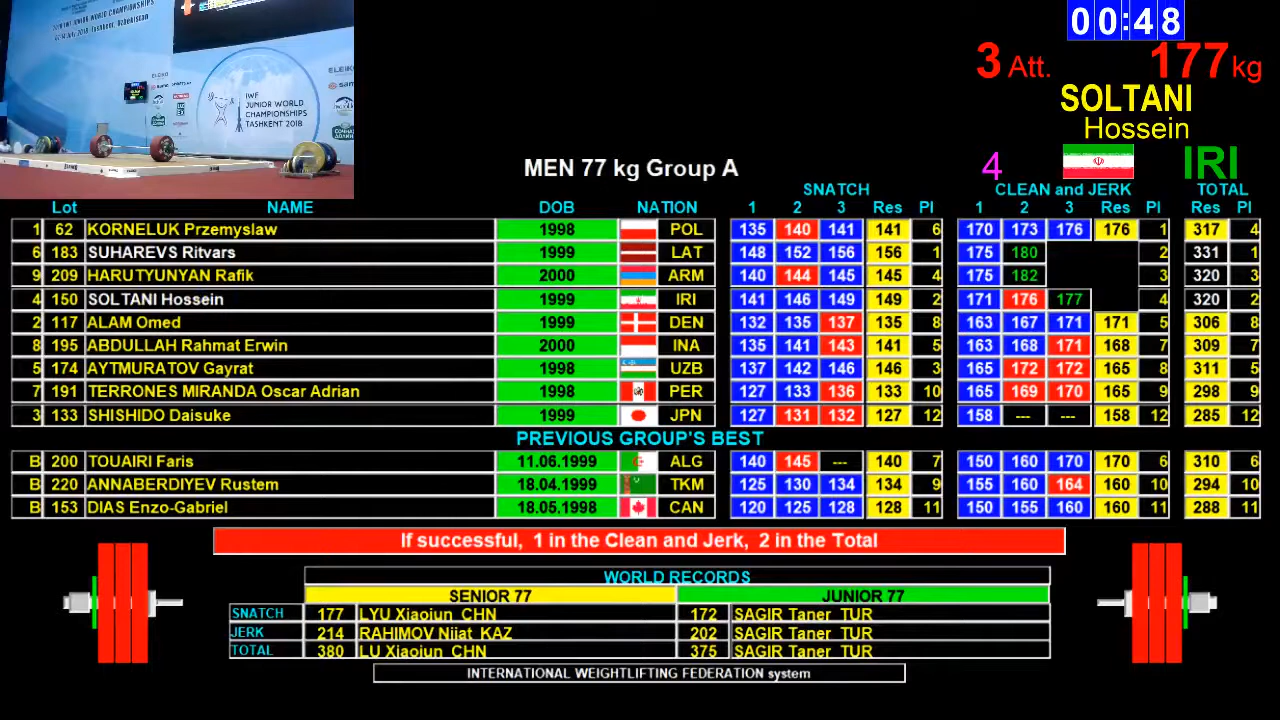 2018 IWF JUNIOR WORLD CHAMPIONSHIPS
IWF
JUNIOR WORLD
CHAMPIONSHIPS
TASHKENT 2018
00:48
3 Att. 177kg
SOLTANI
Hossein
4 IRI
MEN 77 kg Group A
SNATCH CLEAN and JERK TOTAL
Lot NAME DOB NATION 1 2 3 Res Pl 1 2 3 Res Pl Res Pl
1 62 KORNELUK Przemyslaw 1998 POL 135 140 141 141 6 170 173 176 176 1 317 4
6 183 SUHAREVS Ritvars 1999 LAT 148 152 156 156 1 175 180 2 331 1
9 209 HARUTYUNYAN Rafik 2000 ARM 140 144 145 145 4 175 182 3 320 3
4 150 SOLTANI Hossein 1999 IRI 141 146 149 149 2 171 176 177 4 320 2
2 117 ALAM Omed 1999 DEN 132 135 137 135 8 163 167 171 171 5 306 8
8 195 ABDULLAH Rahmat Erwin 2000 INA 135 141 143 141 5 163 168 171 168 7 309 7
5 174 AYTMURATOV Gayrat 1998 UZB 137 142 146 146 3 165 172 172 165 8 311 5
7 191 TERRONES MIRANDA Oscar Adrian 1998 PER 127 133 136 133 10 165 169 170 165 9 298 9
3 133 SHISHIDO Daisuke 1999 JPN 127 131 132 127 12 158 --- --- 158 12 285 12
PREVIOUS GROUP'S BEST
B 200 TOUAIRI Faris 11.06.1999 ALG 140 145 --- 140 7 150 160 170 170 6 310 6
B 220 ANNABERDIYEV Rustem 18.04.1999 TKM 125 130 134 134 9 155 160 164 160 10 294 10
B 153 DIAS Enzo-Gabriel 18.05.1998 CAN 120 125 128 128 11 150 155 160 160 11 288 11
If successful, 1 in the Clean and Jerk, 2 in the Total
WORLD RECORDS
SENIOR 77 JUNIOR 77
SNATCH 177 LYU Xiaojun CHN 172 SAGIR Taner TUR
JERK 214 RAHIMOV Nijat KAZ 202 SAGIR Taner TUR
TOTAL 380 LU Xiaojun CHN 375 SAGIR Taner TUR
INTERNATIONAL WEIGHTLIFTING FEDERATION system